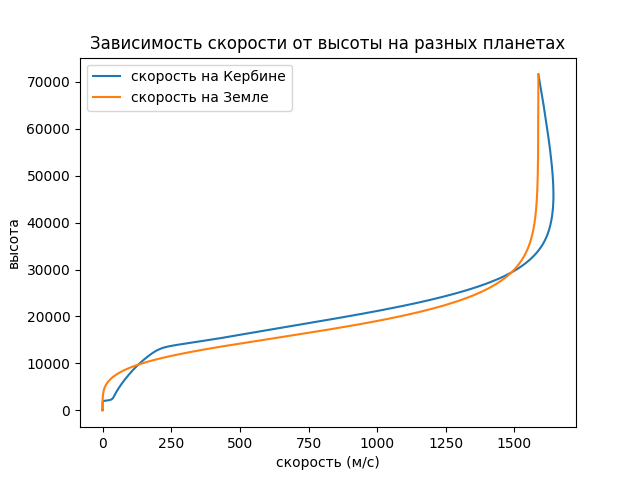 Зависимость скорости от высоты на разных планетах
скорость на Кербине
скорость на Земле
70000
60000
50000
40000
30000
20000
10000
0
высота
0 250 500 750 1000 1250 1500
скорость (м/с)